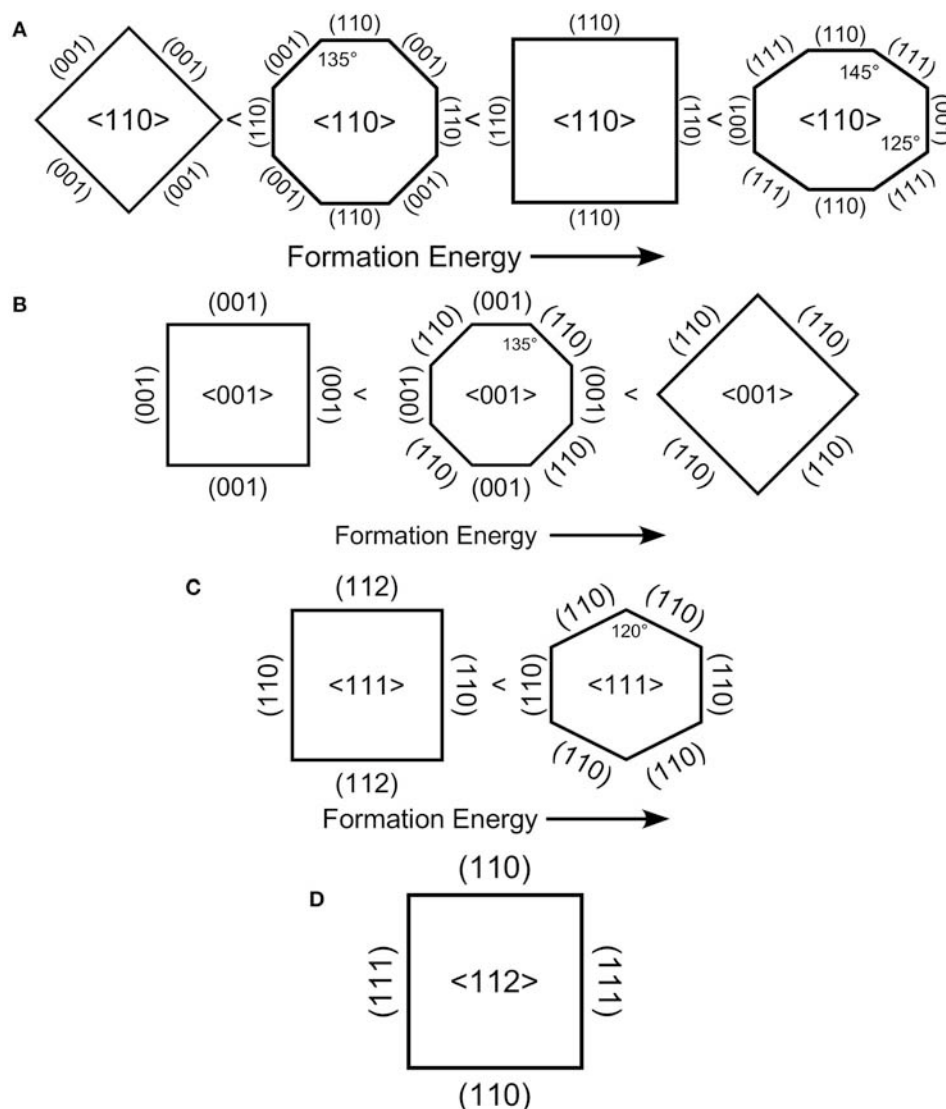 A
(001) (001) (001) (001)
<110>
<
(110) (001) (110) (001) (110) (001) (110) (001)
135°
<110>
<
(110) (110) (110) (110)
<110>
<
(110) (111) (001) (111) (110) (111) (001) (111)
145°
<110>
125°
Formation Energy
B
(001) (001) (001) (001)
<001>
<
(001) (110) (001) (110) (001) (110) (001) (110)
135°
<001>
<
(110) (110) (110) (110)
<001>
Formation Energy
C
(112)
(110) <111> (110)
(112)
<
(110) (110)
120°
(110) <111> (110)
(110) (110)
Formation Energy
D
(110)
(111) <112> (111)
(110)